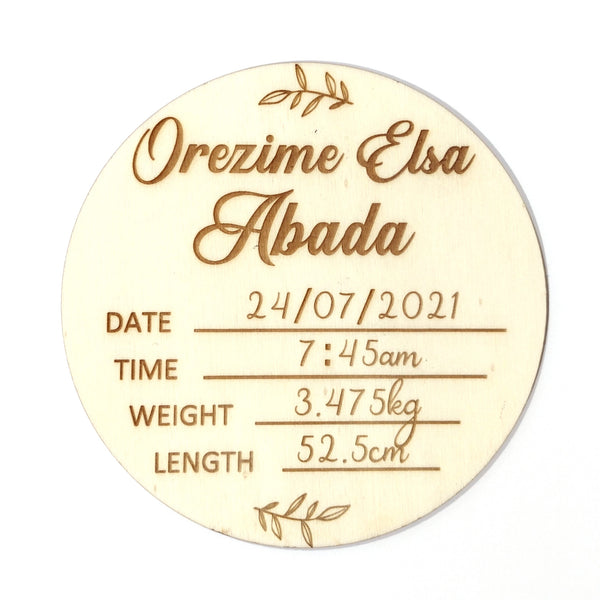 Orezime Elsa
Abada
DATE 24/07/2021
TIME 7:45am
WEIGHT 3.475kg
LENGTH 52.5cm